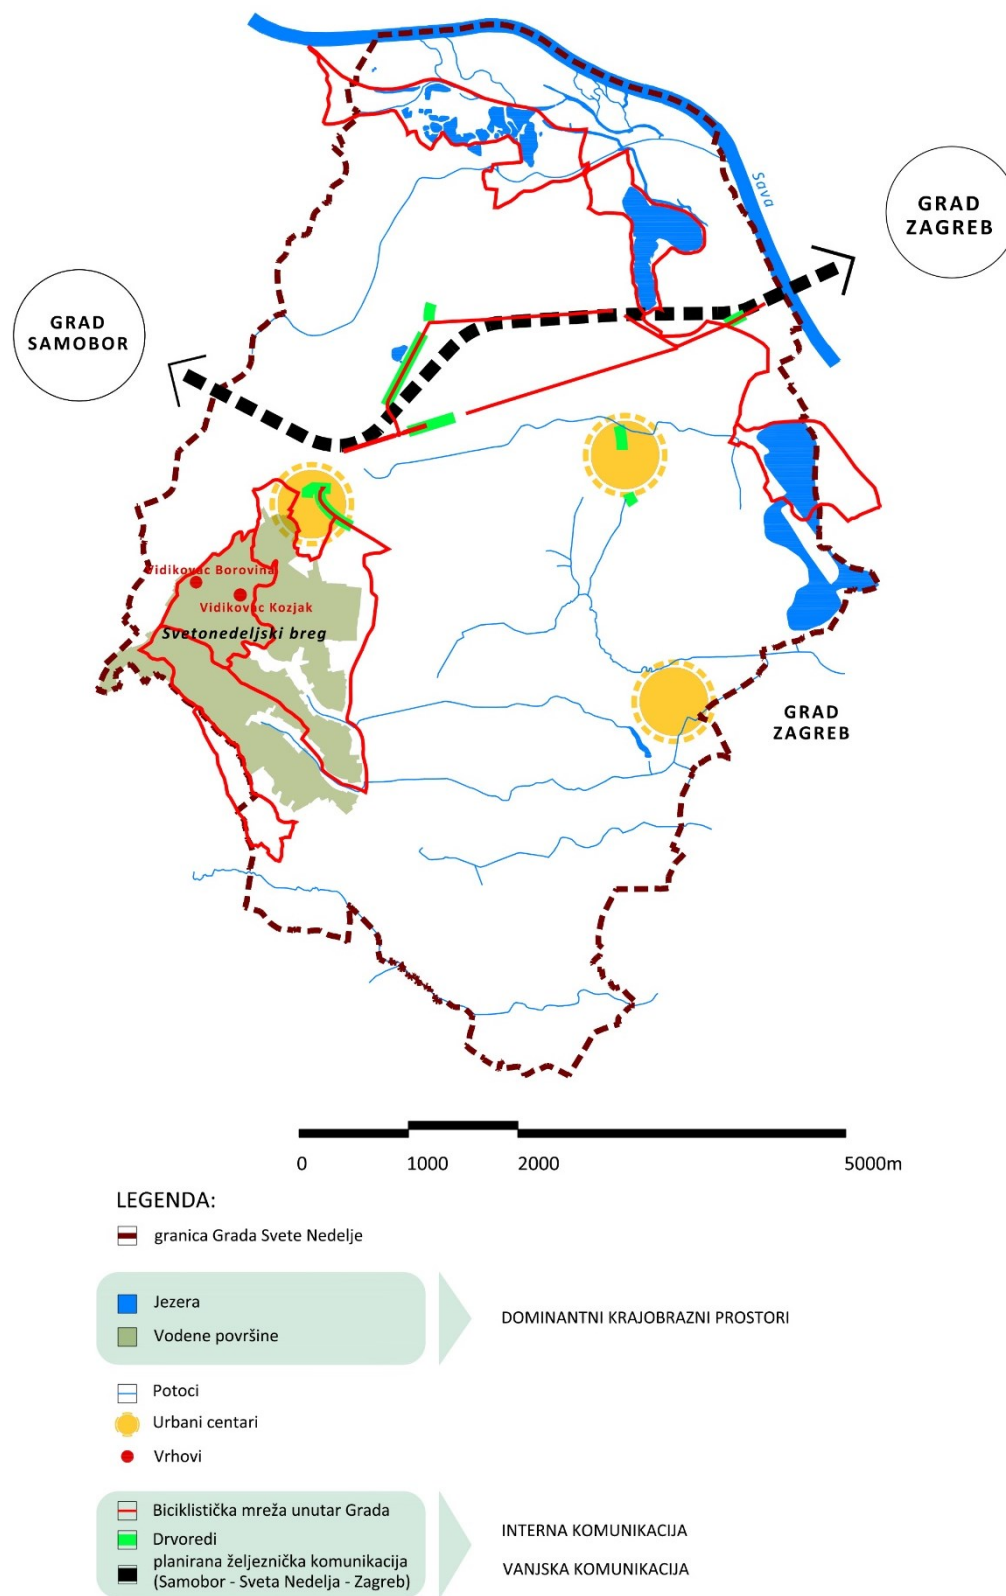 Sava
GRAD
ZAGREB
GRAD
SAMOBOR
Vidikovac Borovina
Vidikovac Kozjak
Svetonedeljski breg
GRAD
ZAGREB
0 1000 2000 5000m
LEGENDA:
granica Grada Svete Nedelje
Jezera
DOMINANTNI KRAJOBRAZNI PROSTORI
Vodene površine
Potoci
Urbani centari
Vrhovi
Biciklistička mreža unutar Grada
INTERNA KOMUNIKACIJA
Drvoredi
planirana željeznička komunikacija
(Samobor - Sveta Nedelja - Zagreb)
VANJSKA KOMUNIKACIJA